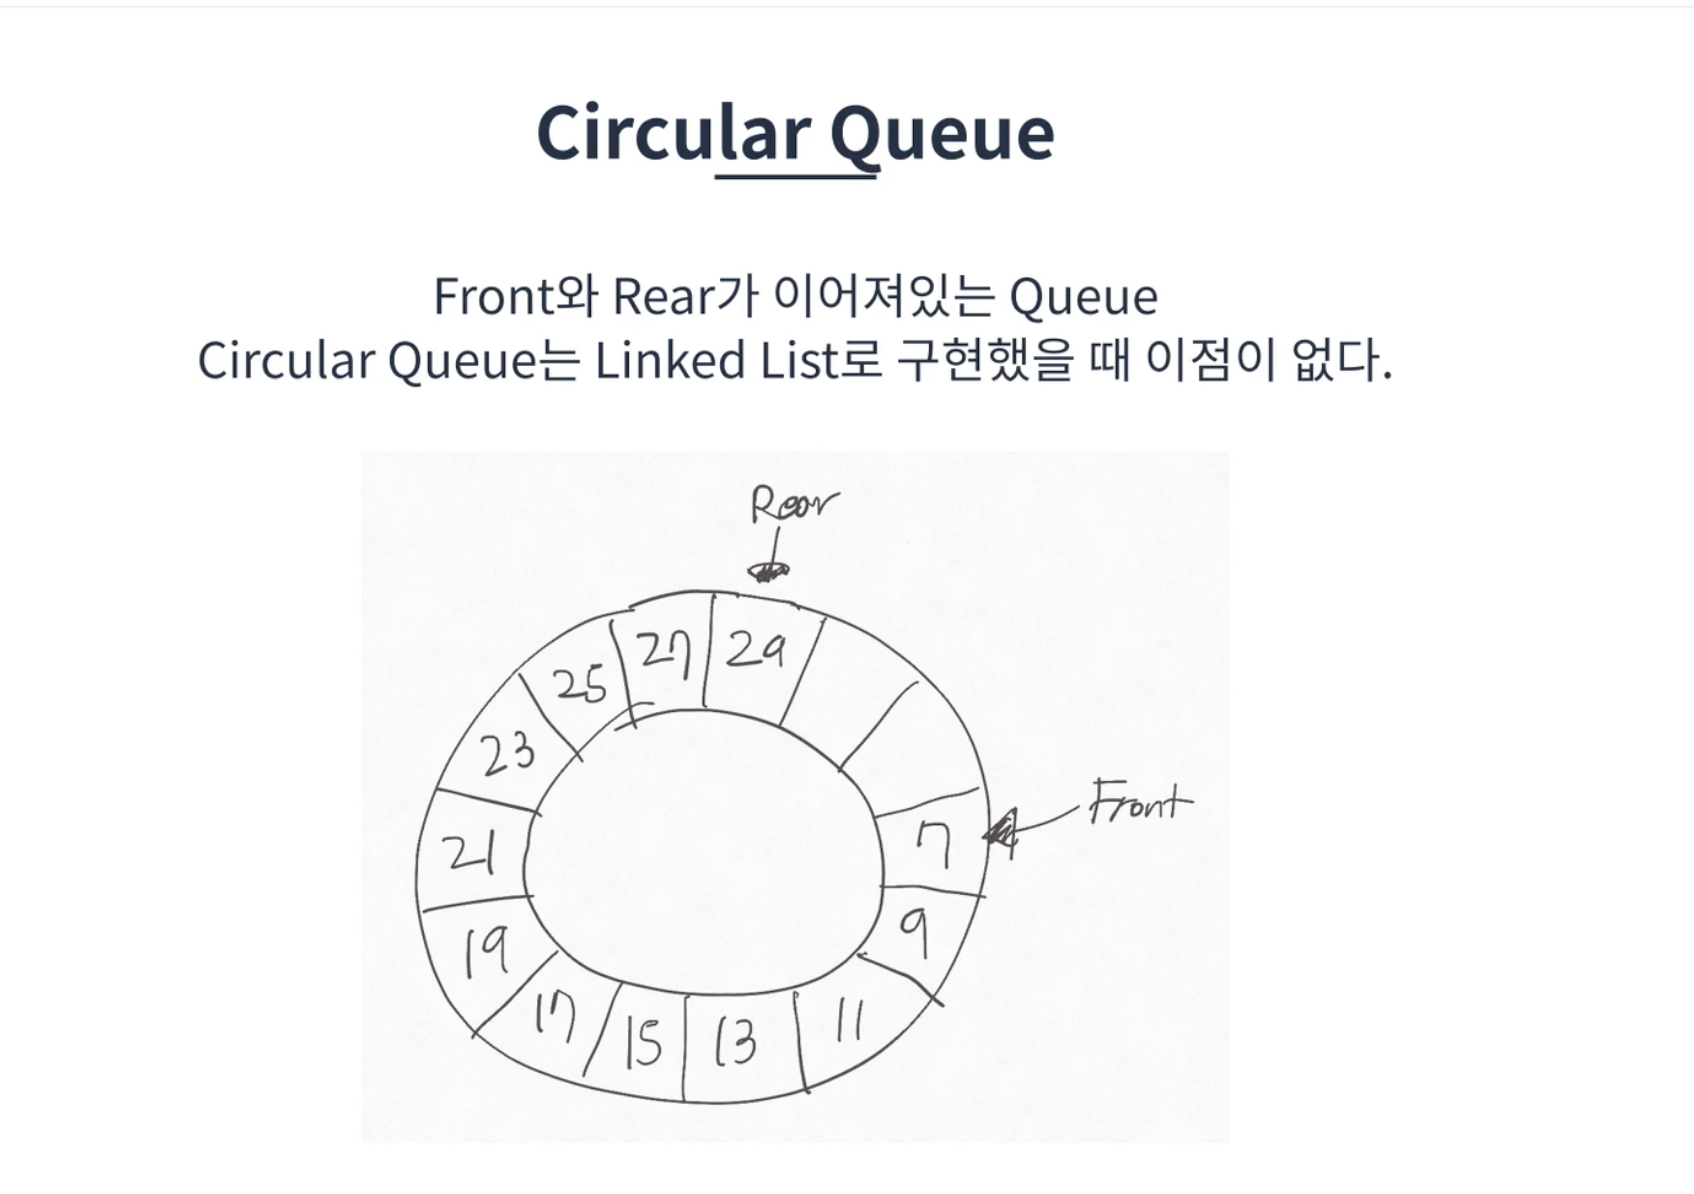 Circular Queue
Front와 Rear가 이어져있는 Queue
Circular Queue는 Linked List로 구현했을 때 이점이 없다.
Rear
27
29
25
23
21
19
17
15
13
11
9
7
Front